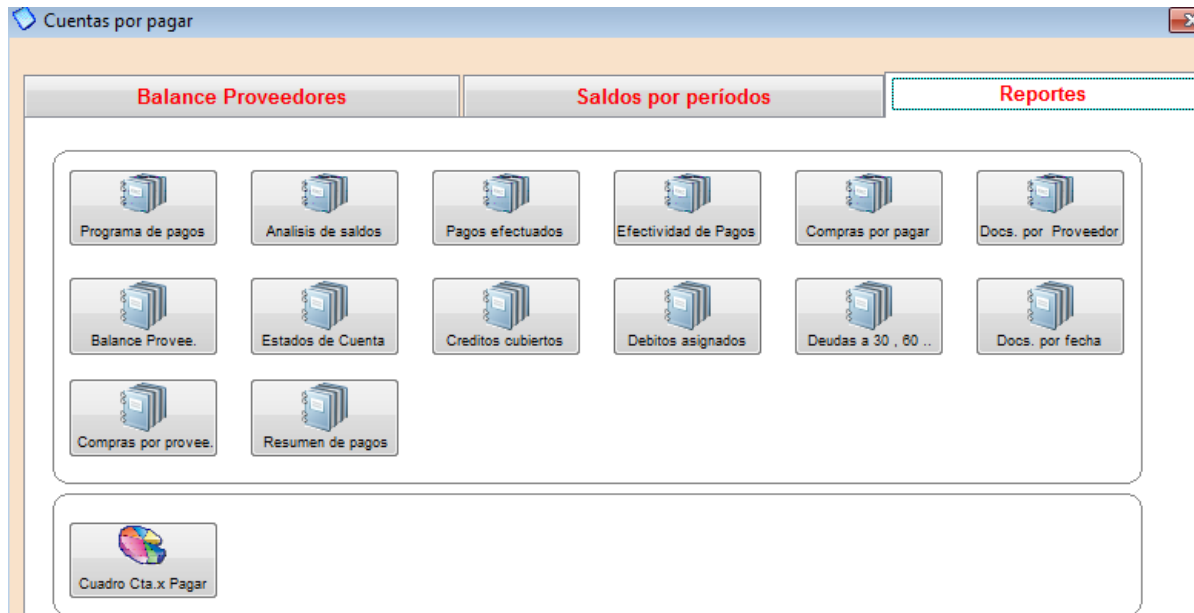 Cuentas por pagar
Balance Proveedores
Saldos por períodos
Reportes
Programa de pagos
Analisis de saldos
Pagos efectuados
Efectividad de Pagos
Compras por pagar
Docs. por Proveedor
Balance Provee.
Estados de Cuenta
Creditos cubiertos
Debitos asignados
Deudas a 30 , 60 ..
Docs. por fecha
Compras por provee.
Resumen de pagos
Cuadro Cta.x Pagar